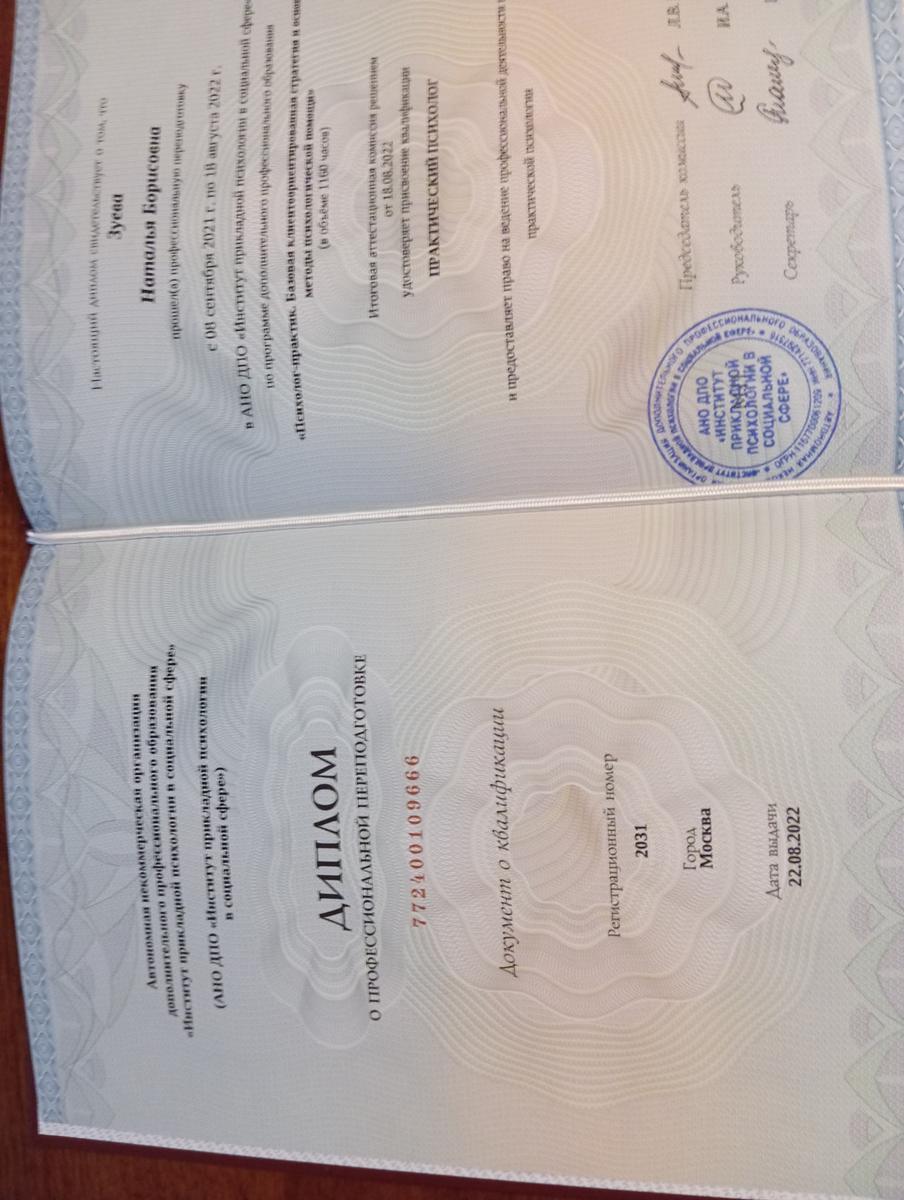 Автономная некоммерческая организация
дополнительного профессионального образования
«Институт прикладной психологии в социальной сфере»
(АНО ДПО «Институт прикладной психологии
в социальной сфере»)
ДИПЛОМ
О ПРОФЕССИОНАЛЬНОЙ ПЕРЕПОДГОТОВКЕ
772400109666
Документ о квалификации
Регистрационный номер
2031
Город
Москва
Дата выдачи
22.08.2022
Настоящий диплом свидетельствует о том, что
Зуева
Наталья Борисовна
прошел(а) профессиональную переподготовку
с 08 сентября 2021 г. по 18 августа 2022 г.
в АНО ДПО «Институт прикладной психологии в социальной сфере»
по программе дополнительного профессионального образования
«Психолог-практик. Базовая клиентоориентированная стратегия и
методы психологической помощи»
(в объёме 1160 часов)
Итоговая аттестационная комиссия решением
от 18.08.2022
удостоверяет присвоение квалификации
ПРАКТИЧЕСКИЙ ПСИХОЛОГ
и предоставляет право на ведение профессиональной деятельности
практической психологии
Председатель комиссии Л.В.
Руководитель И.А.
Секретарь
АНО ДПО
«ИНСТИТУТ
ПРИКЛАДНОЙ
ПСИХОЛОГИИ В
СОЦИАЛЬНОЙ
СФЕРЕ»